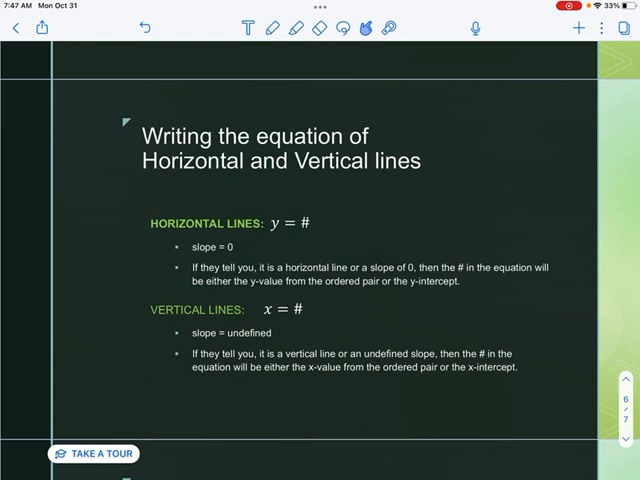 7:47 AM Mon Oct 31
33%
Writing the equation of
Horizontal and Vertical lines
HORIZONTAL LINES: y = #
▪ slope = 0
▪ If they tell you, it is a horizontal line or a slope of 0, then the # in the equation will
be either the y-value from the ordered pair or the y-intercept.
VERTICAL LINES: x = #
▪ slope = undefined
▪ If they tell you, it is a vertical line or an undefined slope, then the # in the
equation will be either the x-value from the ordered pair or the x-intercept.
6
/
7
TAKE A TOUR